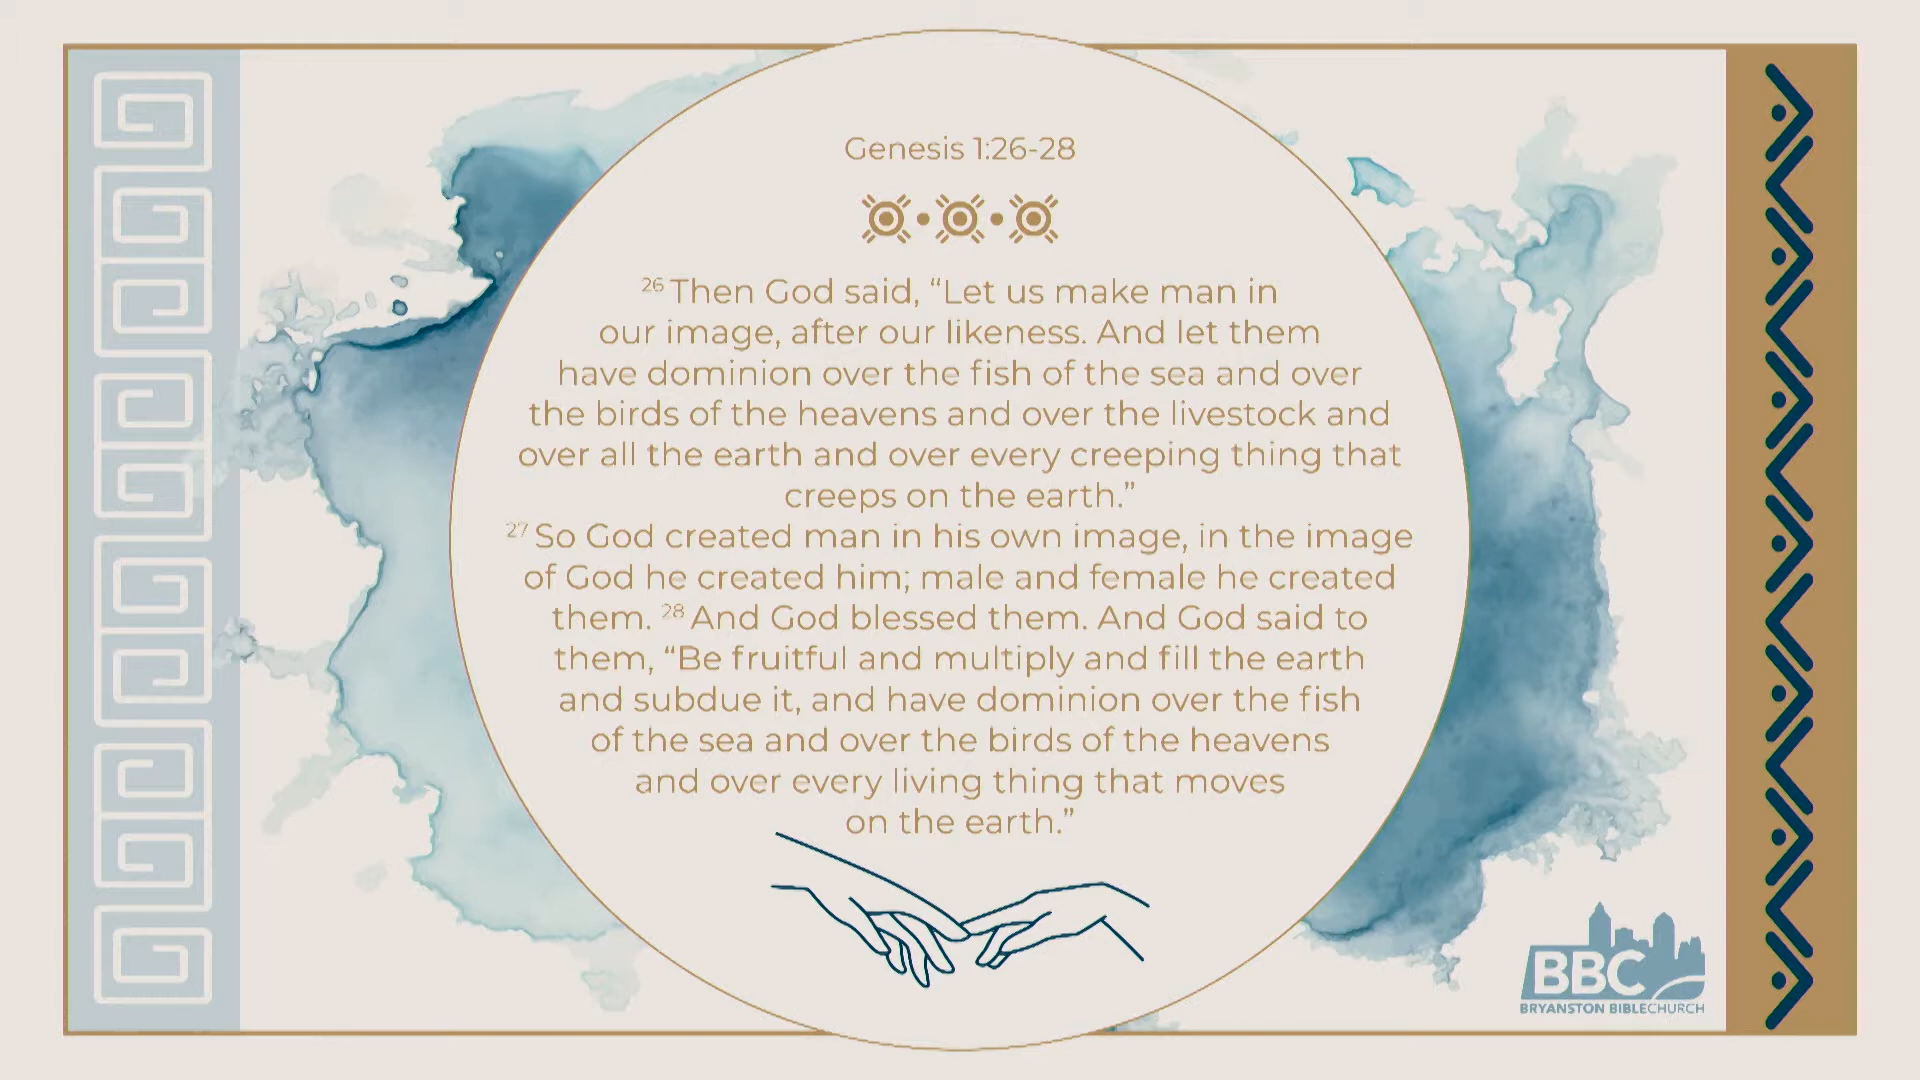 Genesis 1:26-28
26 Then God said, “Let us make man in
our image, after our likeness. And let them
have dominion over the fish of the sea and over
the birds of the heavens and over the livestock and
over all the earth and over every creeping thing that
creeps on the earth.”
27 So God created man in his own image, in the image
of God he created him; male and female he created
them. 28 And God blessed them. And God said to
them, “Be fruitful and multiply and fill the earth
and subdue it, and have dominion over the fish
of the sea and over the birds of the heavens
and over every living thing that moves
on the earth.”
BBC
BRYANSTON BIBLECHURCH